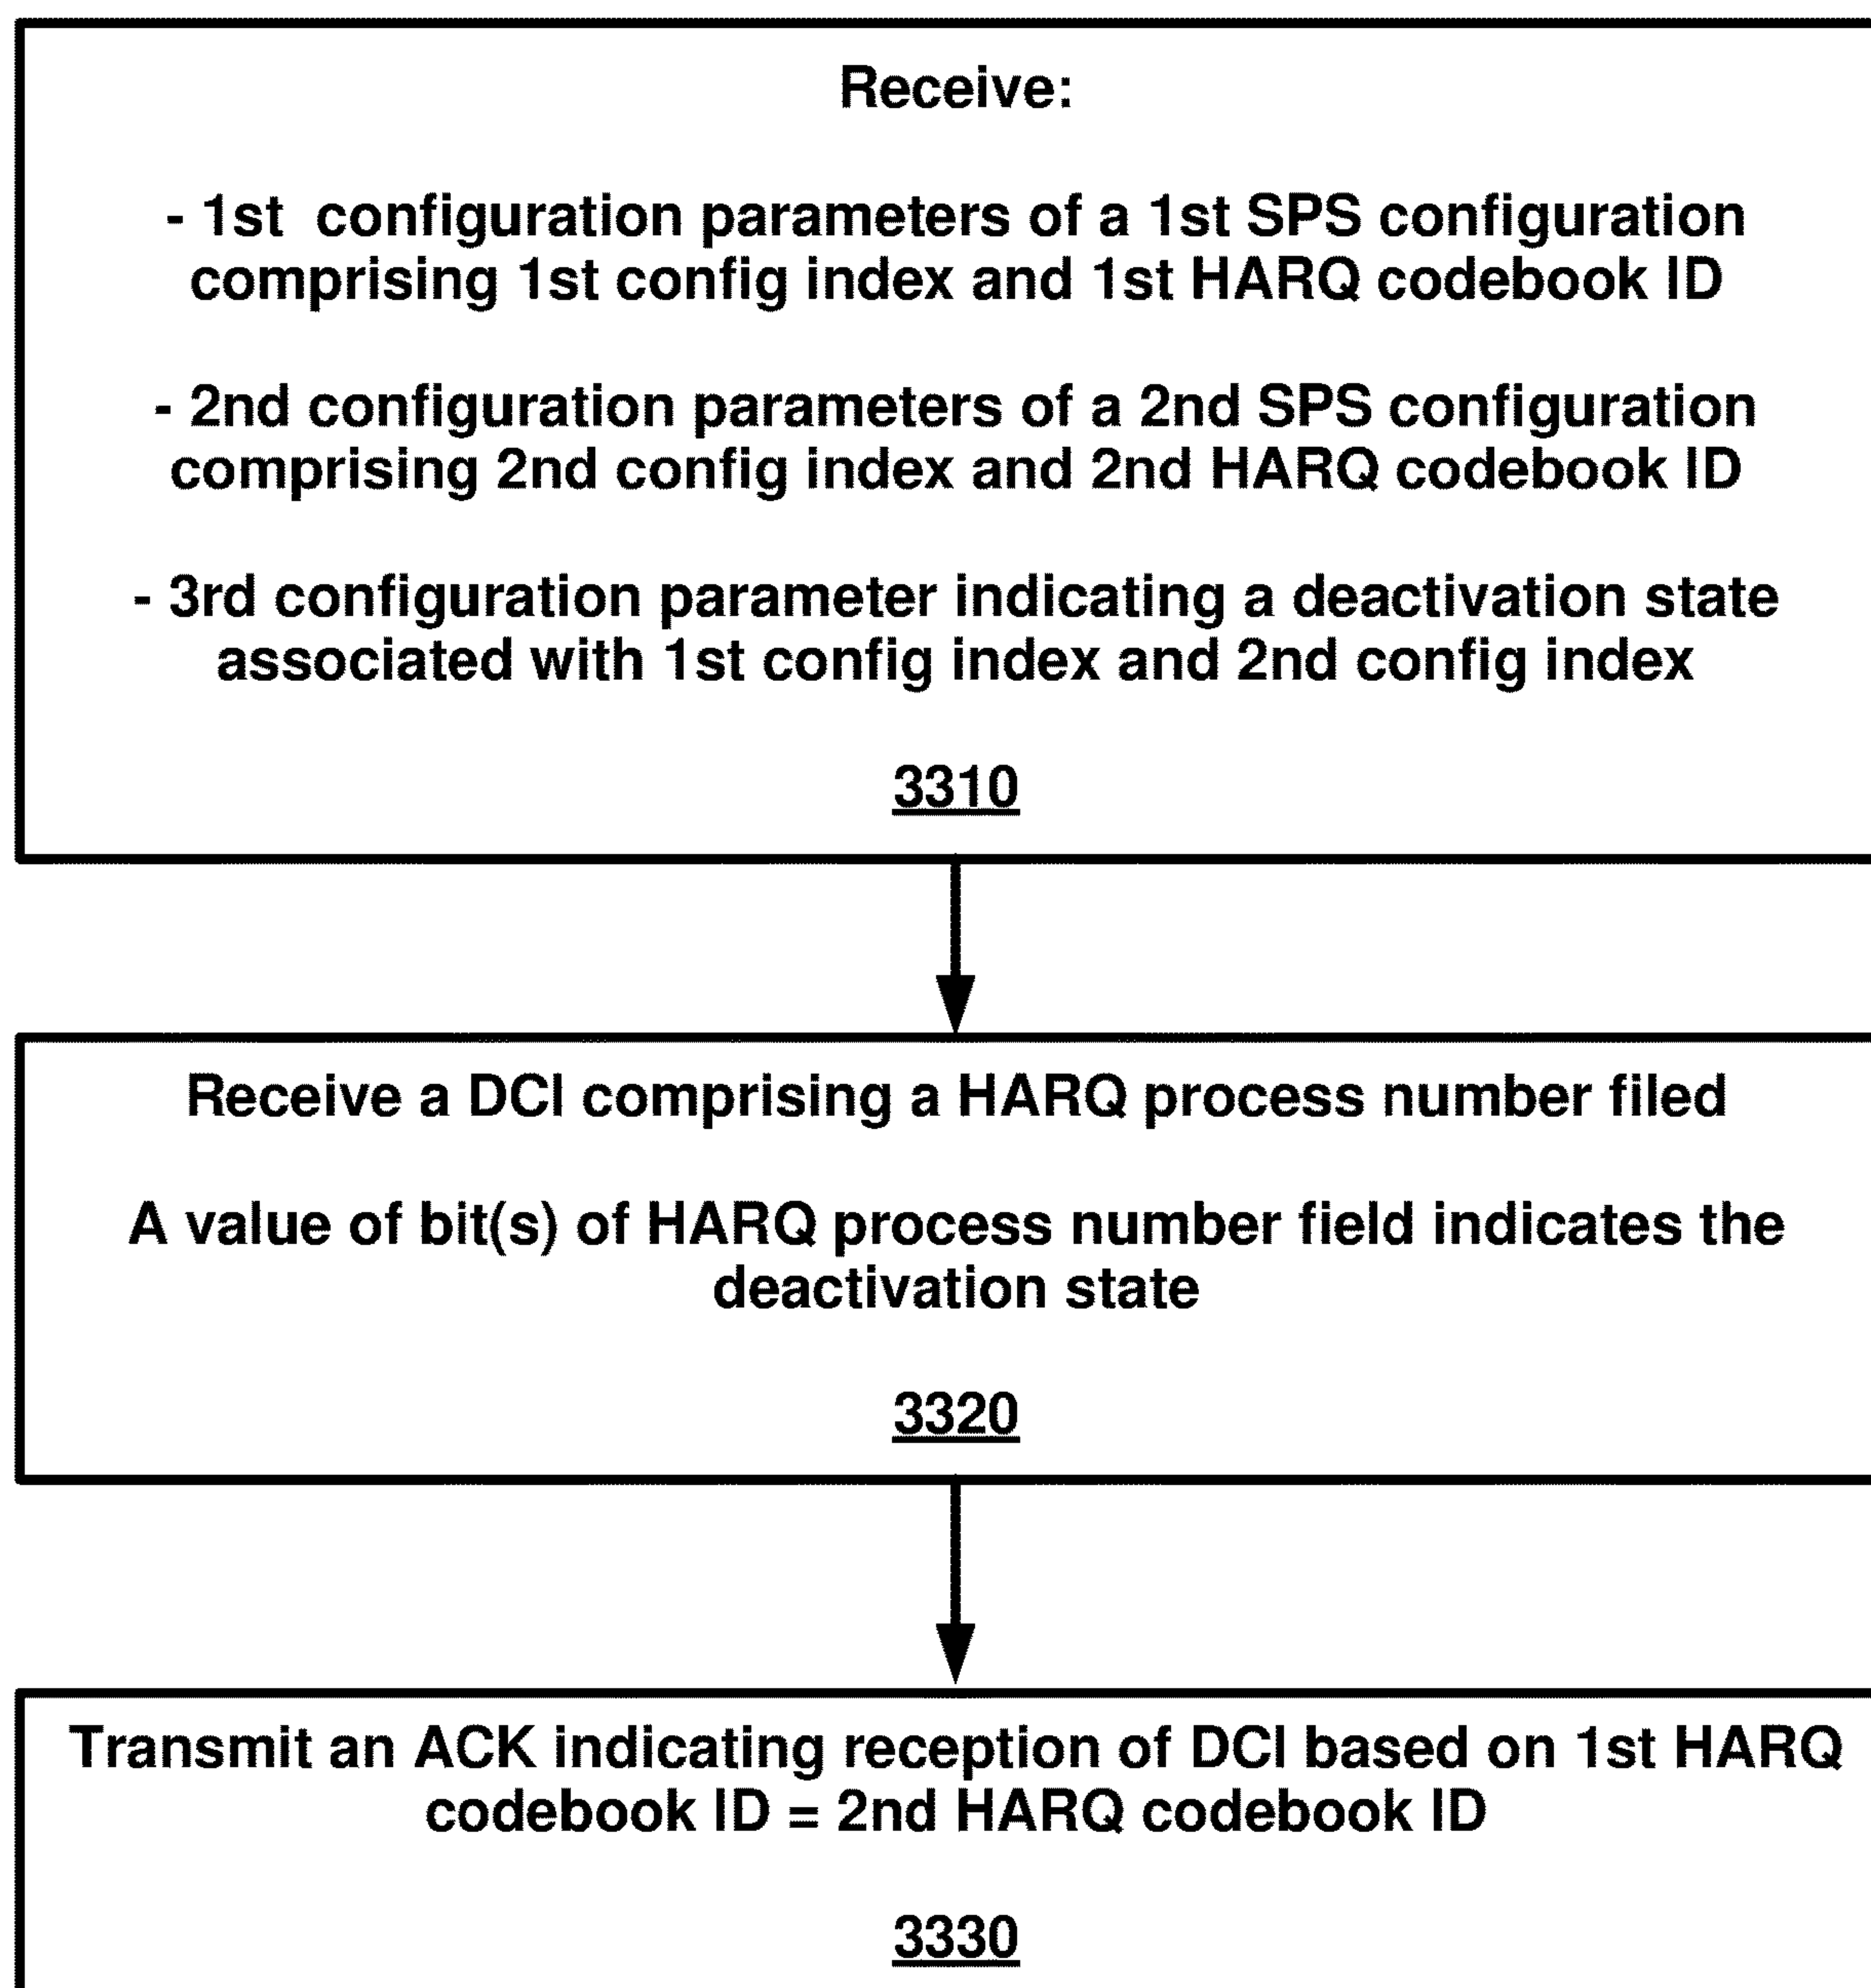 Receive:
- 1st  configuration parameters of a 1st SPS configuration
comprising 1st config index and 1st HARQ codebook ID
- 2nd configuration parameters of a 2nd SPS configuration
comprising 2nd config index and 2nd HARQ codebook ID
- 3rd configuration parameter indicating a deactivation state
associated with 1st config index and 2nd config index
3310
Receive a DCI comprising a HARQ process number filed
A value of bit(s) of HARQ process number field indicates the
deactivation state
3320
Transmit an ACK indicating reception of DCI based on 1st HARQ
codebook ID = 2nd HARQ codebook ID
3330